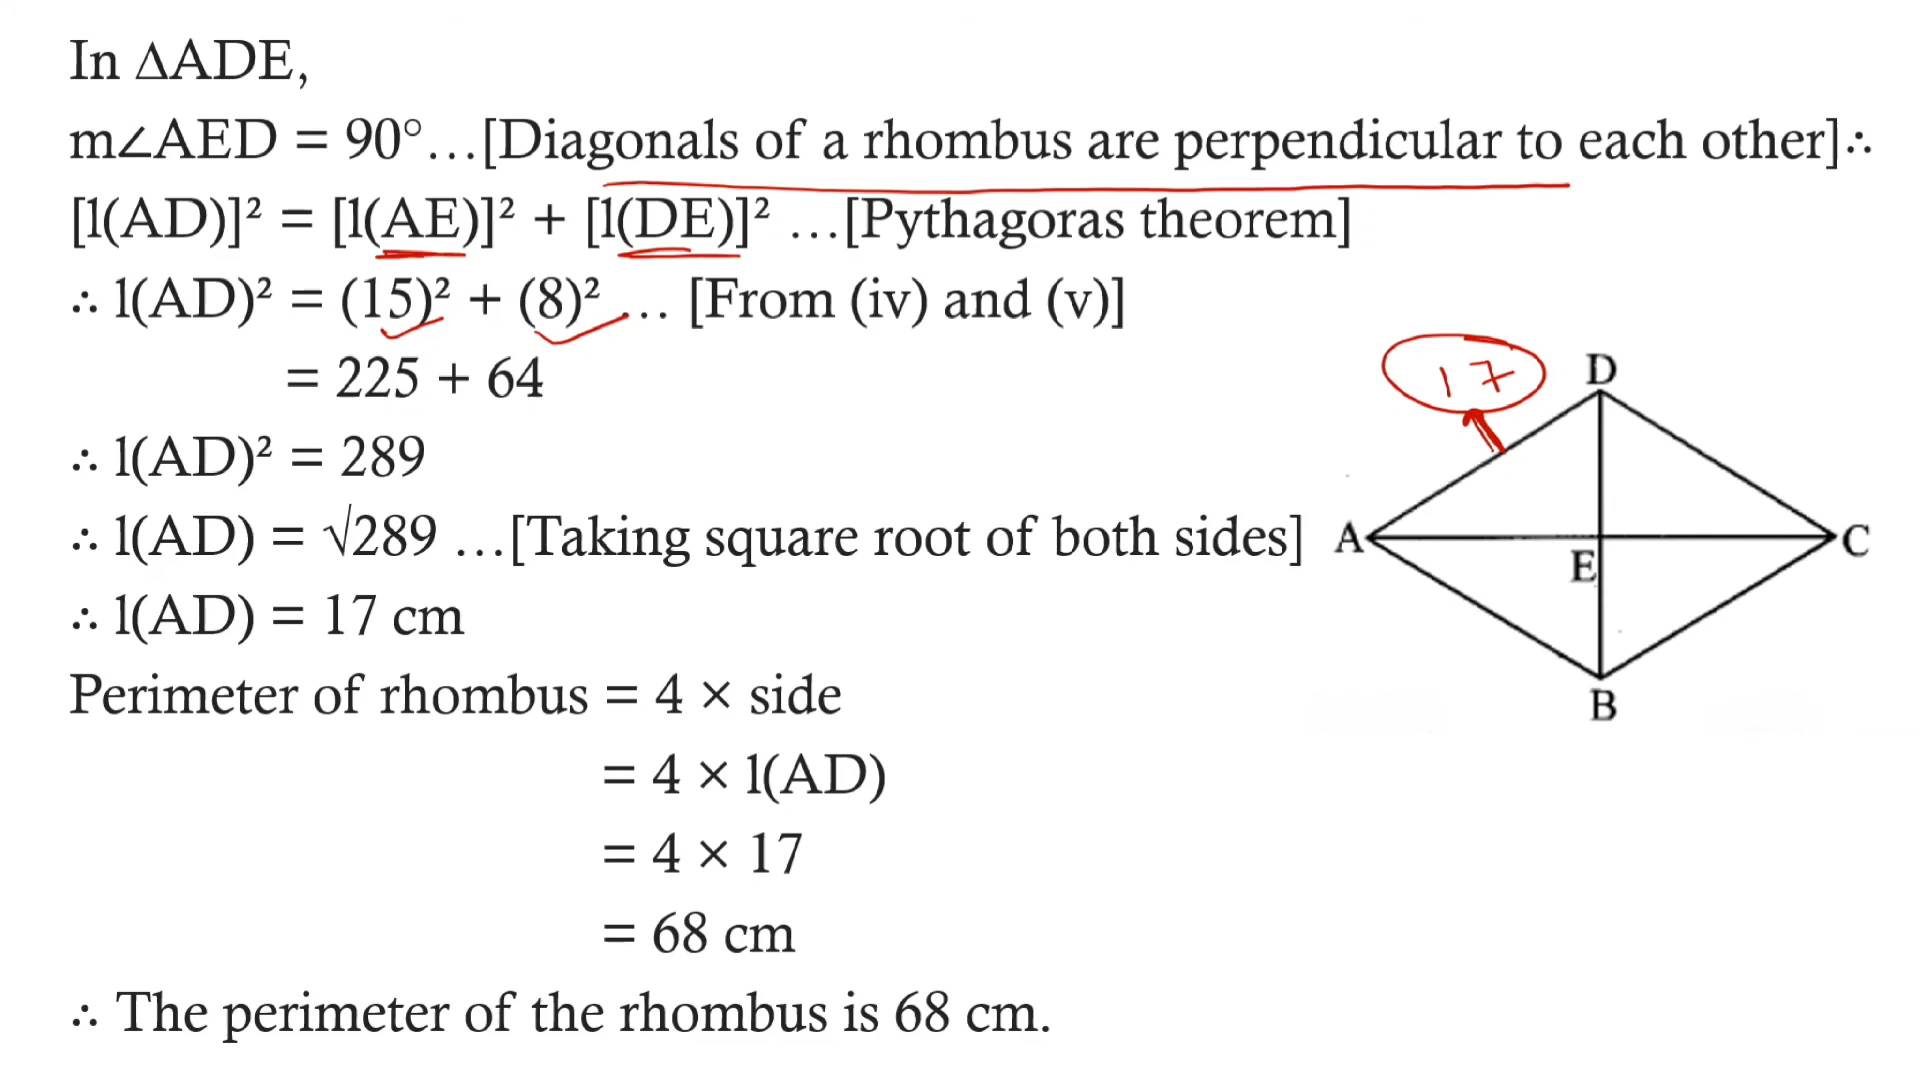 In ∆ADE,
m∠AED = 90°…[Diagonals of a rhombus are perpendicular to each other]∴
[l(AD)]² = [l(AE)]² + [l(DE)]² …[Pythagoras theorem]
∴ l(AD)² = (15)² + (8)² … [From (iv) and (v)]
= 225 + 64
∴ l(AD)² = 289
∴ l(AD) = √289 …[Taking square root of both sides]
∴ l(AD) = 17 cm
Perimeter of rhombus = 4 × side
= 4 × l(AD)
= 4 × 17
= 68 cm
∴ The perimeter of the rhombus is 68 cm.
17
D
A
C
E
B